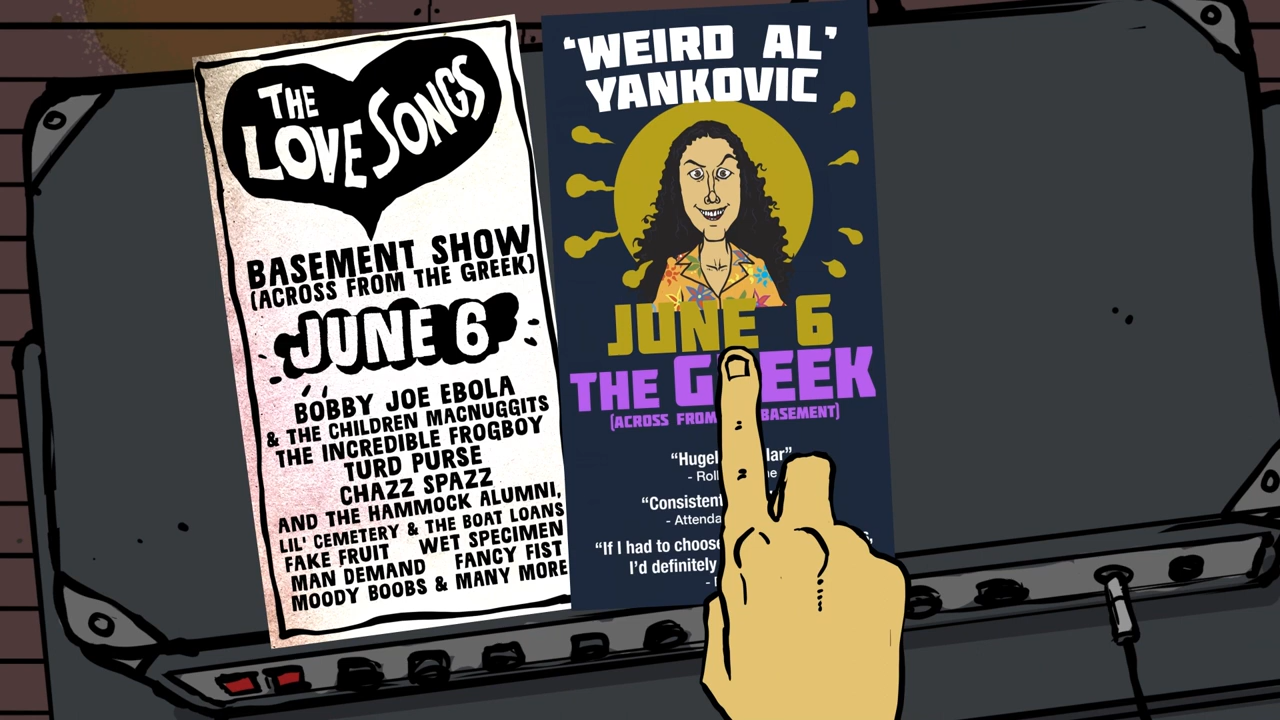 THE
LOVE SONGS
BASEMENT SHOW
(ACROSS FROM THE GREEK)
JUNE 6
BOBBY JOE EBOLA
& THE CHILDREN MACNUGGITS
THE INCREDIBLE FROGBOY
TURD PURSE
CHAZZ SPAZZ
AND THE HAMMOCK ALUMNI,
LIL' CEMETERY & THE BOAT LOANS
FAKE FRUIT WET SPECIMEN
MAN DEMAND FANCY FIST
MOODY BOOBS & MANY MORE
'WEIRD AL'
YANKOVIC
JUNE 6
THE G EEK
(ACROSS FROM BASEMENT)
"Hugel lar"
- Rol e
"Consistent
- Attenda
"If I had to choose
I'd definitely
-